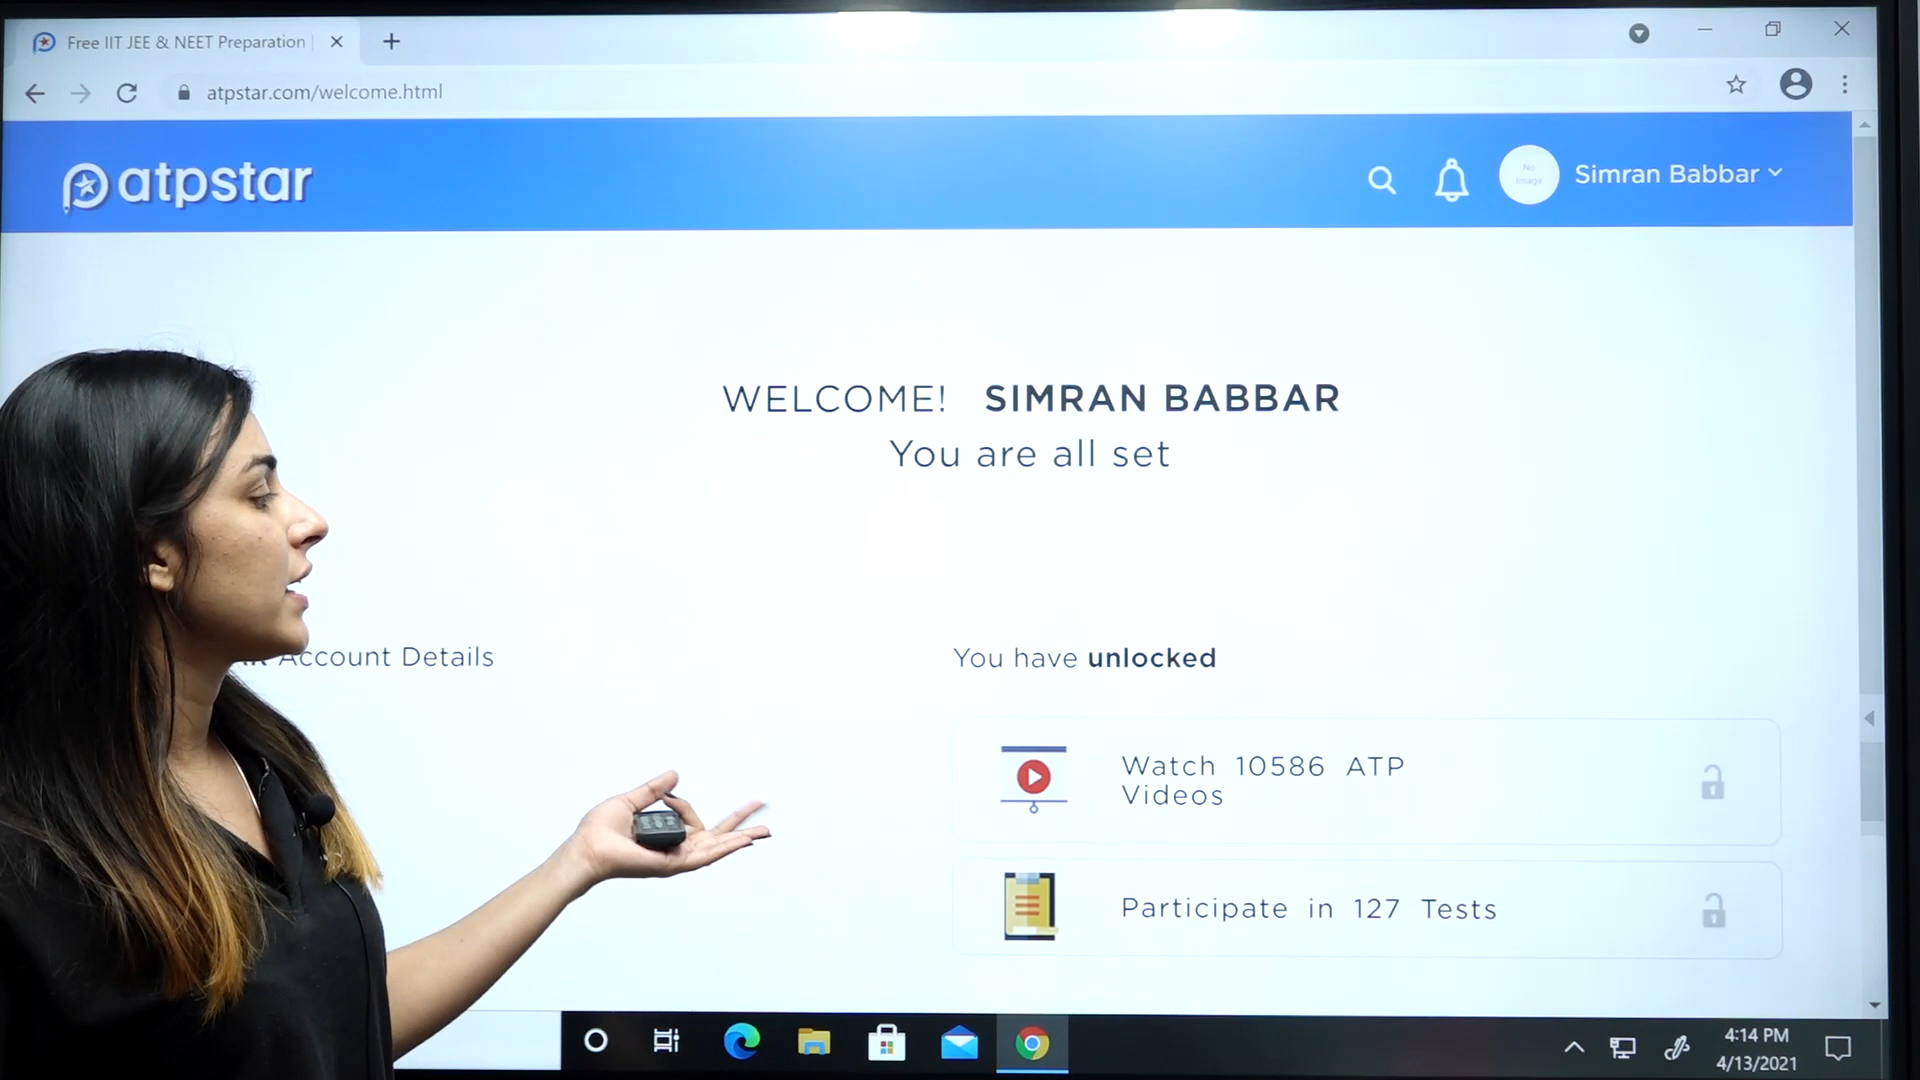 Free IIT JEE & NEET Preparation
atpstar.com/welcome.html
atpstar
No
Image
Simran Babbar
WELCOME! SIMRAN BABBAR
You are all set
Account Details
You have unlocked
Watch 10586 ATP
Videos
Participate in 127 Tests
4:14 PM
4/13/2021